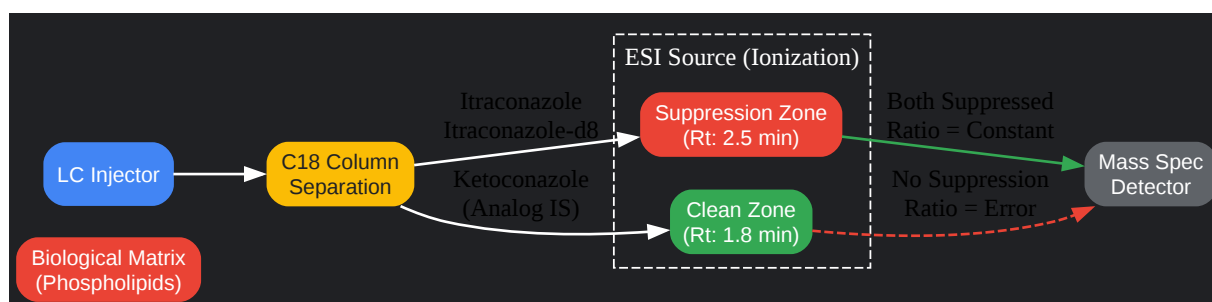 LC Injector
Biological Matrix
(Phospholipids)
C18 Column
Separation
Itraconazole
Itraconazole-d8
Ketoconazole
(Analog IS)
ESI Source (Ionization)
Suppression Zone
(Rt: 2.5 min)
Clean Zone
(Rt: 1.8 min)
Both Suppressed
Ratio = Constant
No Suppression
Ratio = Error
Mass Spec
Detector